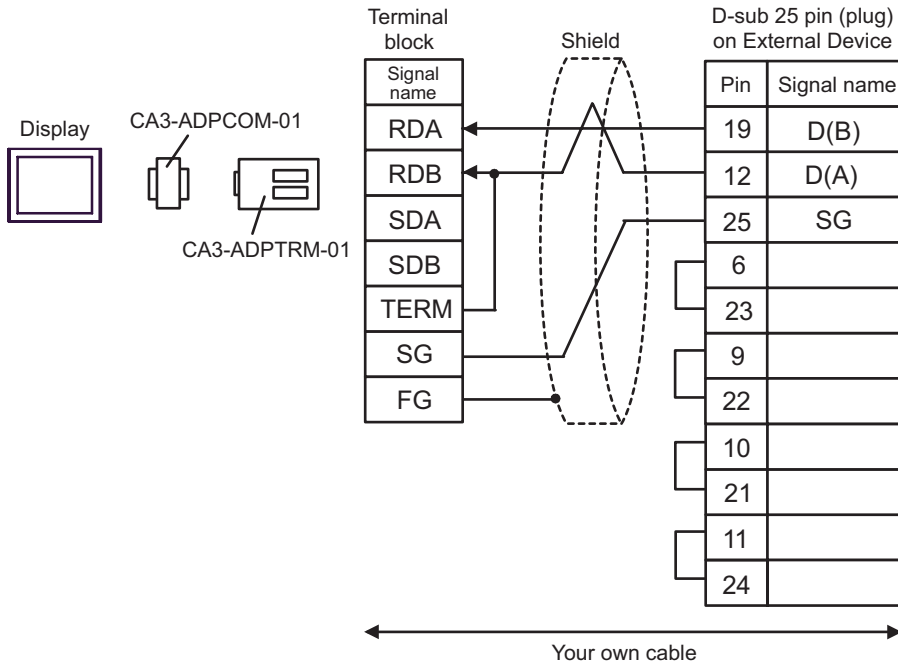 Display
CA3-ADPCOM-01
CA3-ADPTRM-01
Terminal
block
Signal
name
RDA
RDB
SDA
SDB
TERM
SG
FG
Shield
D-sub 25 pin (plug)
on External Device
Pin Signal name
19 D(B)
12 D(A)
25 SG
6
23
9
22
10
21
11
24
Your own cable